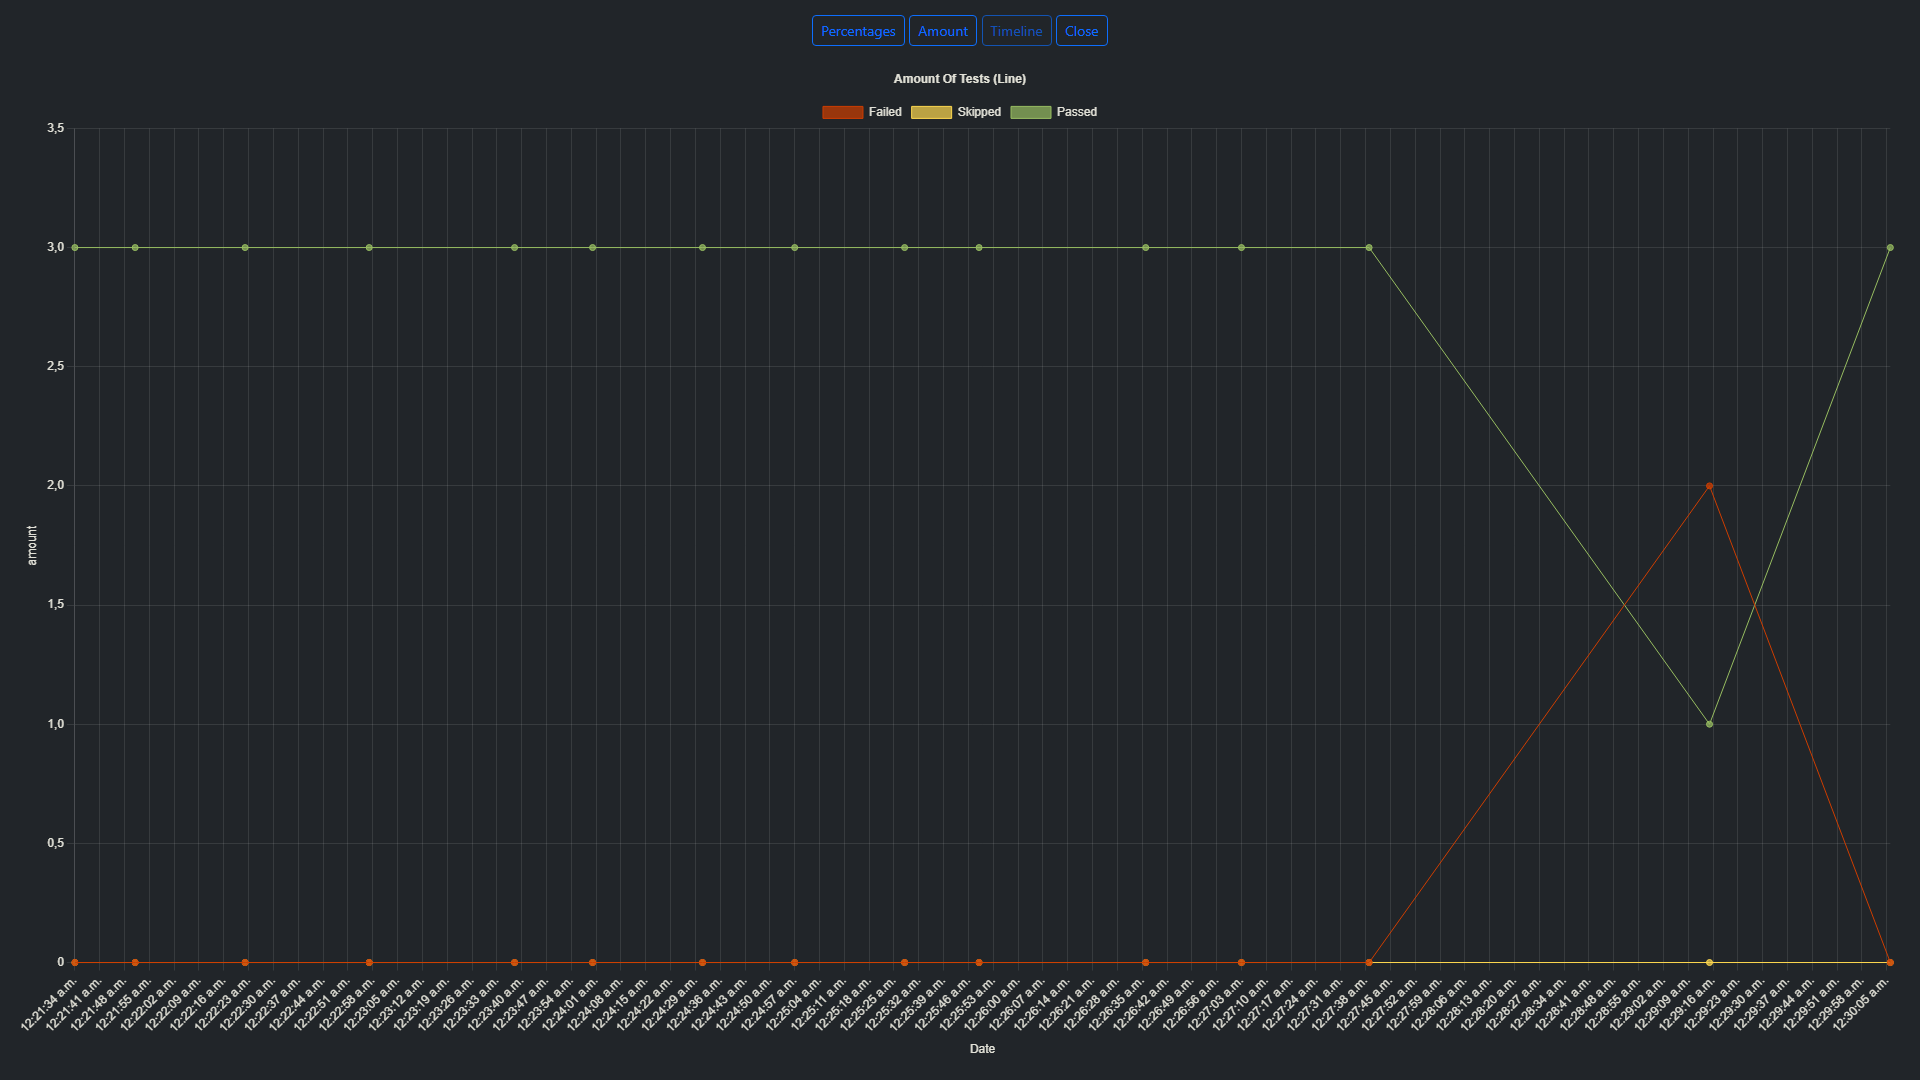 Percentages Amount Timeline Close
Amount Of Tests (Line)
Failed Skipped Passed
3,5
3,0
2,5
2,0
1,5
1,0
0,5
0
amount
12:21:34 a.m.
12:21:41 a.m.
12:21:48 a.m.
12:21:55 a.m.
12:22:02 a.m.
12:22:09 a.m.
12:22:16 a.m.
12:22:23 a.m.
12:22:30 a.m.
12:22:37 a.m.
12:22:44 a.m.
12:22:51 a.m.
12:22:58 a.m.
12:23:05 a.m.
12:23:12 a.m.
12:23:19 a.m.
12:23:26 a.m.
12:23:33 a.m.
12:23:40 a.m.
12:23:47 a.m.
12:23:54 a.m.
12:24:01 a.m.
12:24:08 a.m.
12:24:15 a.m.
12:24:22 a.m.
12:24:29 a.m.
12:24:36 a.m.
12:24:43 a.m.
12:24:50 a.m.
12:24:57 a.m.
12:25:04 a.m.
12:25:11 a.m.
12:25:18 a.m.
12:25:25 a.m.
12:25:32 a.m.
12:25:39 a.m.
12:25:46 a.m.
12:25:53 a.m.
12:26:00 a.m.
12:26:07 a.m.
12:26:14 a.m.
12:26:21 a.m.
12:26:28 a.m.
12:26:35 a.m.
12:26:42 a.m.
12:26:49 a.m.
12:26:56 a.m.
12:27:03 a.m.
12:27:10 a.m.
12:27:17 a.m.
12:27:24 a.m.
12:27:31 a.m.
12:27:38 a.m.
12:27:45 a.m.
12:27:52 a.m.
12:27:59 a.m.
12:28:06 a.m.
12:28:13 a.m.
12:28:20 a.m.
12:28:27 a.m.
12:28:34 a.m.
12:28:41 a.m.
12:28:48 a.m.
12:28:55 a.m.
12:29:02 a.m.
12:29:09 a.m.
12:29:16 a.m.
12:29:23 a.m.
12:29:30 a.m.
12:29:37 a.m.
12:29:44 a.m.
12:29:51 a.m.
12:29:58 a.m.
12:30:05 a.m.
Date